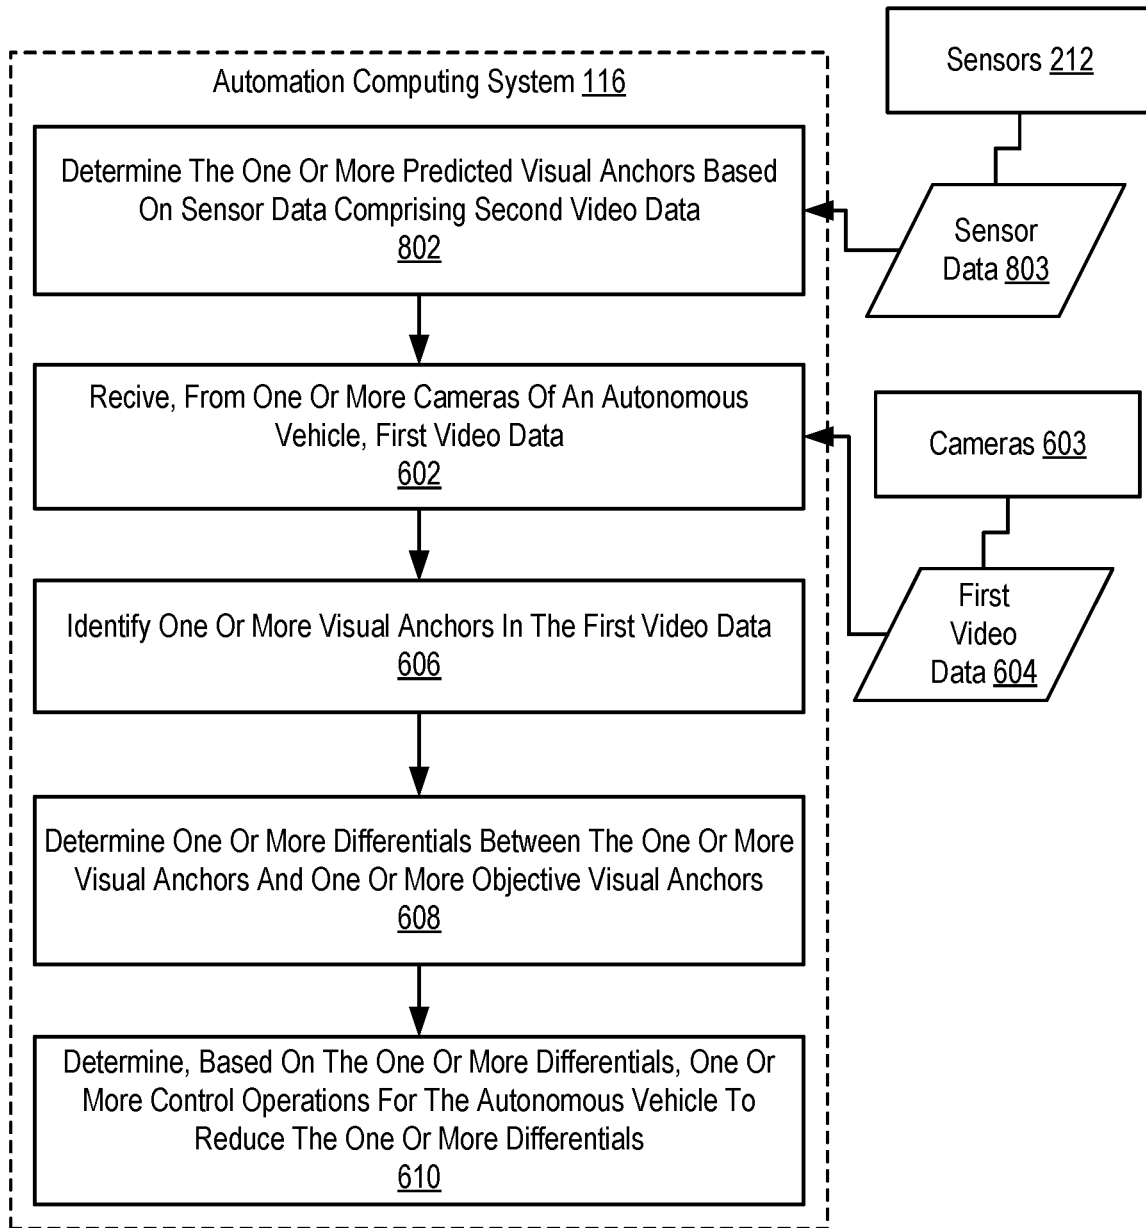 Automation Computing System 116
Determine The One Or More Predicted Visual Anchors Based
On Sensor Data Comprising Second Video Data
802
Recive, From One Or More Cameras Of An Autonomous
Vehicle, First Video Data
602
Identify One Or More Visual Anchors In The First Video Data
606
Determine One Or More Differentials Between The One Or More
Visual Anchors And One Or More Objective Visual Anchors
608
Determine, Based On The One Or More Differentials, One Or
More Control Operations For The Autonomous Vehicle To
Reduce The One Or More Differentials
610
Sensors 212
Sensor
Data 803
Cameras 603
First
Video
Data 604